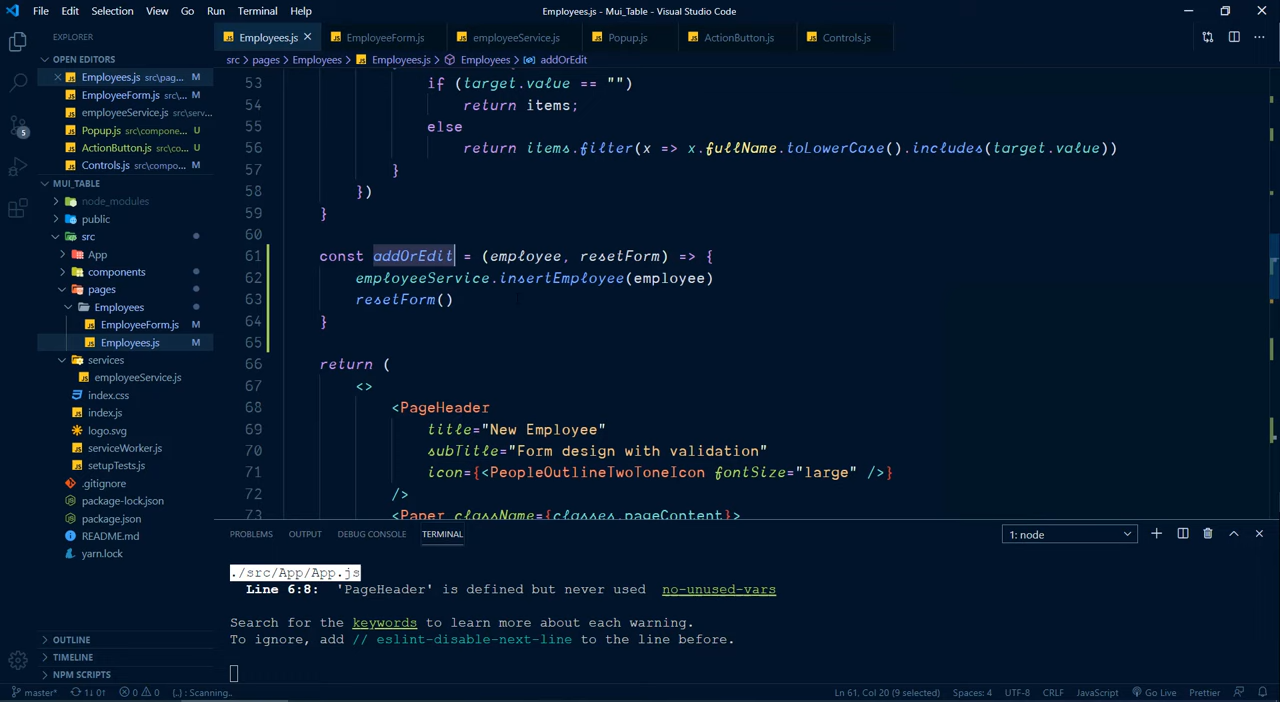 File Edit Selection View Go Run Terminal Help
Employees.js - Mui_Table - Visual Studio Code
EXPLORER
OPEN EDITORS
Employees.js src\pag... M
EmployeeForm.js src\... M
employeeService.js src\serv...
Popup.js src\compone... U
ActionButton.js src\co... U
Controls.js src\compo... M
MUI_TABLE
node_modules
public
src
App
components
pages
Employees
EmployeeForm.js M
Employees.js M
services
employeeService.js
index.css
index.js
logo.svg
serviceWorker.js
setupTests.js
.gitignore
package-lock.json
package.json
README.md
yarn.lock
OUTLINE
TIMELINE
NPM SCRIPTS
5
Employees.js EmployeeForm.js employeeService.js Popup.js ActionButton.js Controls.js
src > pages > Employees > Employees.js > Employees > addOrEdit
53 if (target.value == "")
54 return items;
55 else
56 return items.filter(x => x.fullName.toLowerCase().includes(target.value))
57 }
58 })
59 }
60
61 const addOrEdit = (employee, resetForm) => {
62 employeeService.insertEmployee(employee)
63 resetForm()
64 }
65
66 return (
67 <>
68 <PageHeader
69 title="New Employee"
70 subTitle="Form design with validation"
71 icon={<PeopleOutlineTwoToneIcon fontSize="large" />}
72 />
73 <Paper className={classes.pageContent}>
PROBLEMS OUTPUT DEBUG CONSOLE TERMINAL 1: node
./src/App/App.js
Line 6:8: 'PageHeader' is defined but never used no-unused-vars
Search for the keywords to learn more about each warning.
To ignore, add // eslint-disable-next-line to the line before.
master* 1↓ 0↑ 0 0 {..} : Scanning.. Ln 61, Col 20 (9 selected) Spaces: 4 UTF-8 CRLF JavaScript Go Live Prettier